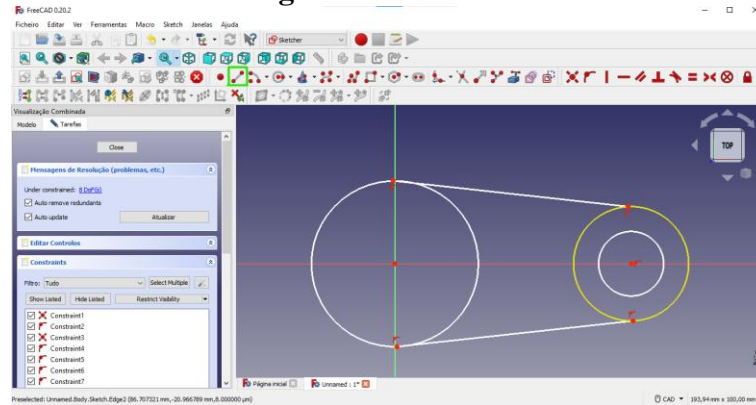 FreeCAD 0.20.2
Ficheiro Editar Ver Ferramentas Macro Sketch Janelas Ajuda
Sketcher
Visualização Combinada
Modelo Tarefas
TOP
Close
Mensagens de Resolução (problemas, etc.)
Under constrained: 8 DoF(s)
Auto remove redundants
Auto update Atualizar
Editar Controlos
Constraints
Filtro: Tudo Select Multiple
Show Listed Hide Listed Restrict Visibility
Constraint1
Constraint2
Constraint3
Constraint4
Constraint5
Constraint6
Constraint7
Página inicial Unnamed : 1*
Preselected: Unnamed.Body.Sketch.Edge2 (86.707321 mm,-20.966789 mm,8.000000 µm) CAD 193,94 mm x 100,00 mm